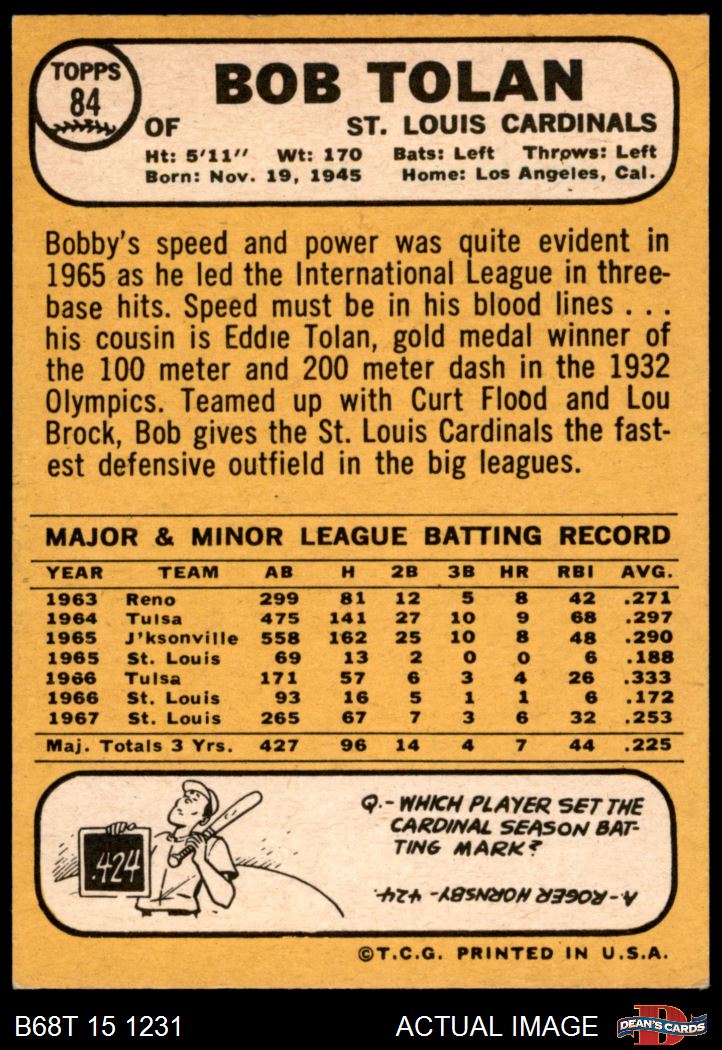 TOPPS
84
BOB TOLAN
OF ST. LOUIS CARDINALS
Ht: 5'11" Wt: 170 Bats: Left Throws: Left
Born: Nov. 19, 1945 Home: Los Angeles, Cal.
Bobby's speed and power was quite evident in
1965 as he led the International League in three-
base hits. Speed must be in his blood lines . . .
his cousin is Eddie Tolan, gold medal winner of
the 100 meter and 200 meter dash in the 1932
Olympics. Teamed up with Curt Flood and Lou
Brock, Bob gives the St. Louis Cardinals the fast-
est defensive outfield in the big leagues.
MAJOR & MINOR LEAGUE BATTING RECORD
YEAR TEAM AB H 2B 3B HR RBI AVG.
1963 Reno 299 81 12 5 8 42 .271
1964 Tulsa 475 141 27 10 9 68 .297
1965 J'ksonville 558 162 25 10 8 48 .290
1965 St. Louis 69 13 2 0 0 6 .188
1966 Tulsa 171 57 6 3 4 26 .333
1966 St. Louis 93 16 5 1 1 6 .172
1967 St. Louis 265 67 7 3 6 32 .253
Maj. Totals 3 Yrs. 427 96 14 4 7 44 .225
.424
Q.- WHICH PLAYER SET THE
CARDINAL SEASON BAT-
TING MARK?
A- ROGER HORNSBY - 424.
©T.C.G. PRINTED IN U.S.A.
B68T 15 1231 ACTUAL IMAGE
D
DEAN'S CARDS